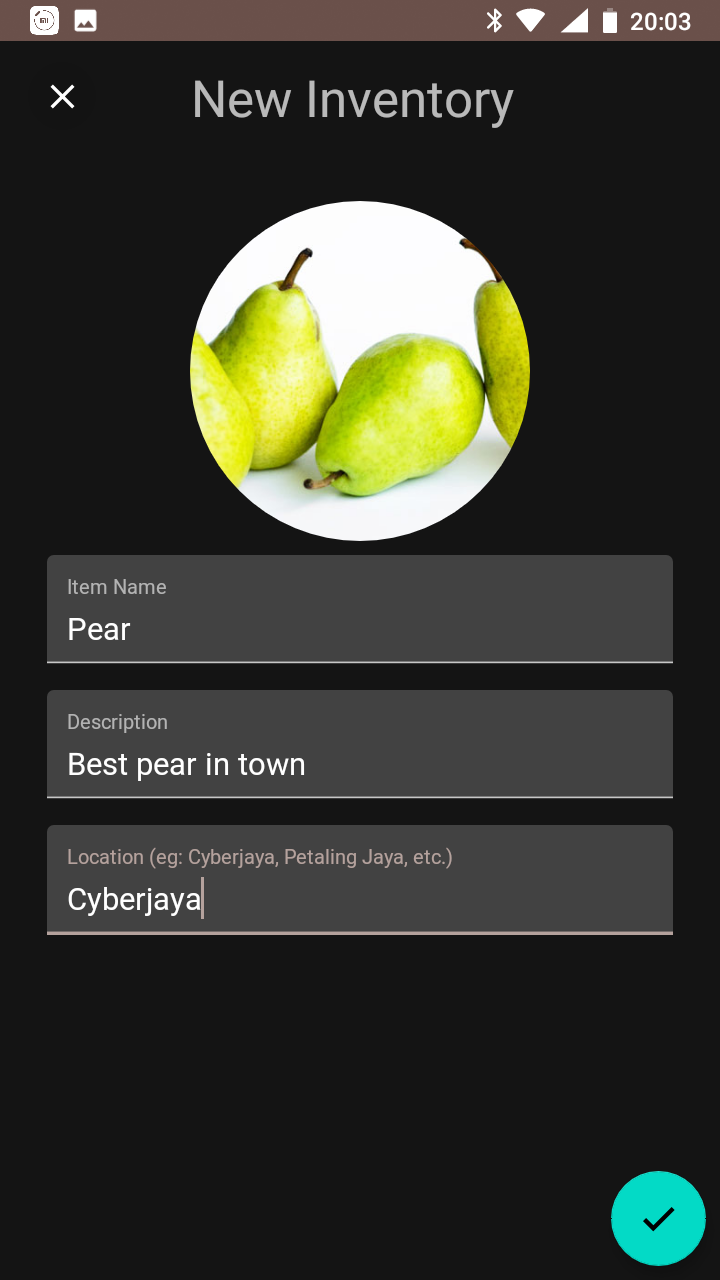 20:03
New Inventory
Item Name
Pear
Description
Best pear in town
Location (eg: Cyberjaya, Petaling Jaya, etc.)
Cyberjaya